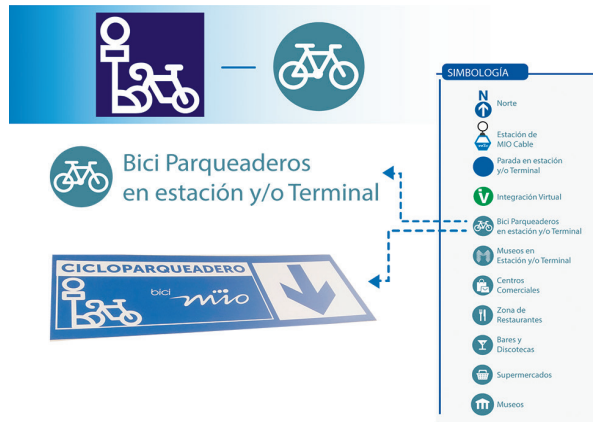 SIMBOLOGÍA
N
Norte
Estación de
MIO Cable
Parada en estación
y/o Terminal
Integración Virtual
Bici Parqueaderos
en estación y/o Terminal
Museos en
Estación y/o Terminal
Centros
Comerciales
Zona de
Restaurantes
Bares y
Discotecas
Supermercados
Museos
Bici Parqueaderos
en estación y/o Terminal
CICLOPARQUEADERO
bici mïo